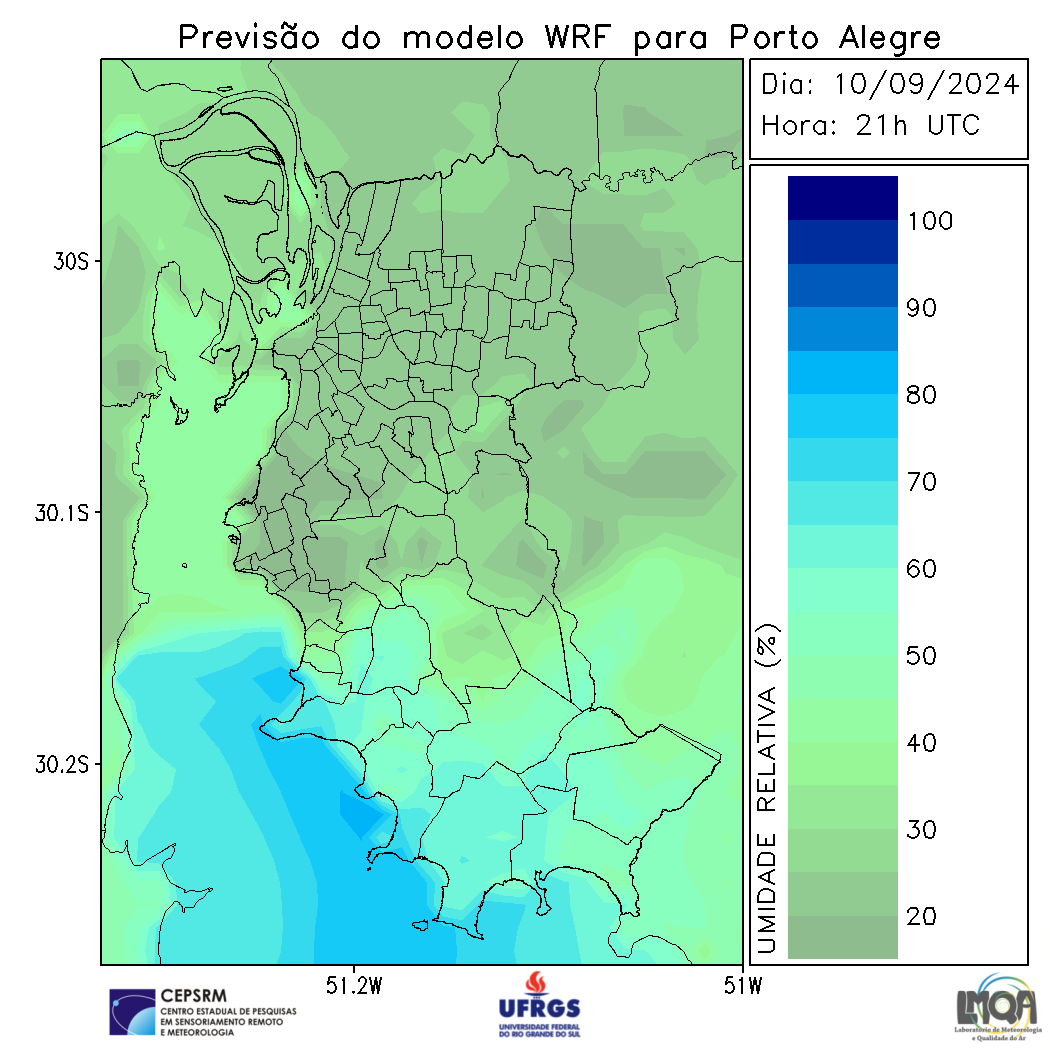 Previsão do modelo WRF para Porto Alegre
Dia: 10/09/2024
Hora: 21h UTC
30S
30.1S
30.2S
51.2W
51W
UMIDADE RELATIVA (%)
100
90
80
70
60
50
40
30
20
CEPSRM
CENTRO ESTADUAL DE PESQUISAS
EM SENSORIAMENTO REMOTO
E METEOROLOGIA
UFRGS
UNIVERSIDADE FEDERAL
DO RIO GRANDE DO SUL
LMQA
Laboratório de Meteorologia
e Qualidade do Ar